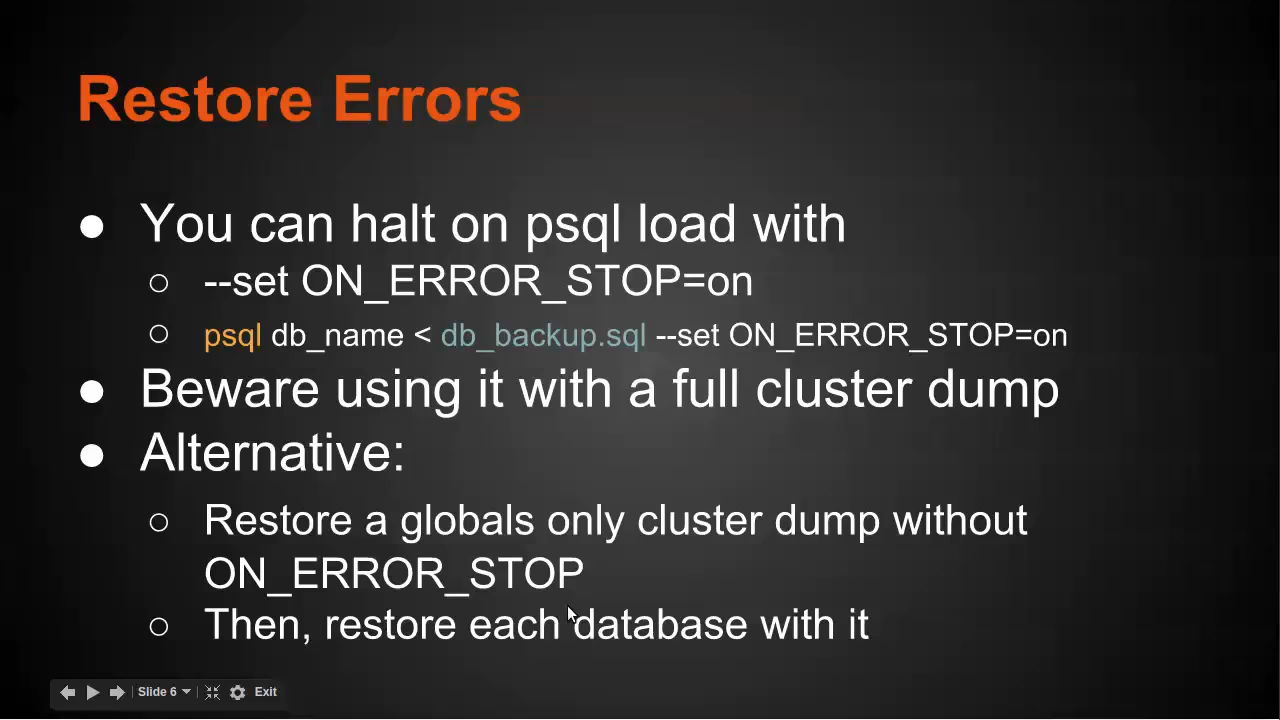 Restore Errors
● You can halt on psql load with
○ --set ON_ERROR_STOP=on
○ psql db_name < db_backup.sql --set ON_ERROR_STOP=on
● Beware using it with a full cluster dump
● Alternative:
○ Restore a globals only cluster dump without
ON_ERROR_STOP
○ Then, restore each database with it
Slide 6 Exit